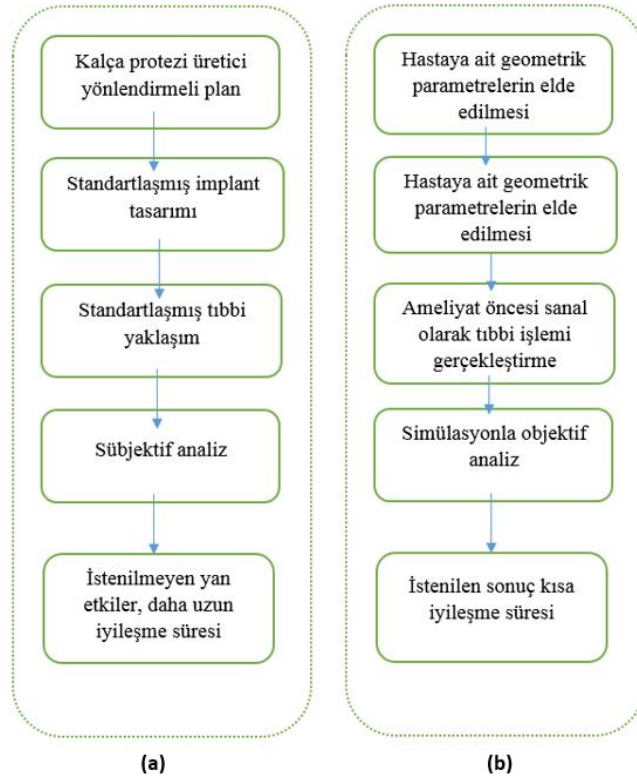 Kalça protezi üretici
yönlendirmeli plan
Standartlaşmış implant
tasarımı
Standartlaşmış tıbbi
yaklaşım
Sübjektif analiz
İstenilmeyen yan
etkiler, daha uzun
iyileşme süresi
(a)
Hastaya ait geometrik
parametrelerin elde
edilmesi
Hastaya ait geometrik
parametrelerin elde
edilmesi
Ameliyat öncesi sanal
olarak tıbbi işlemi
gerçekleştirme
Simülasyonla objektif
analiz
İstenilen sonuç kısa
iyileşme süresi
(b)